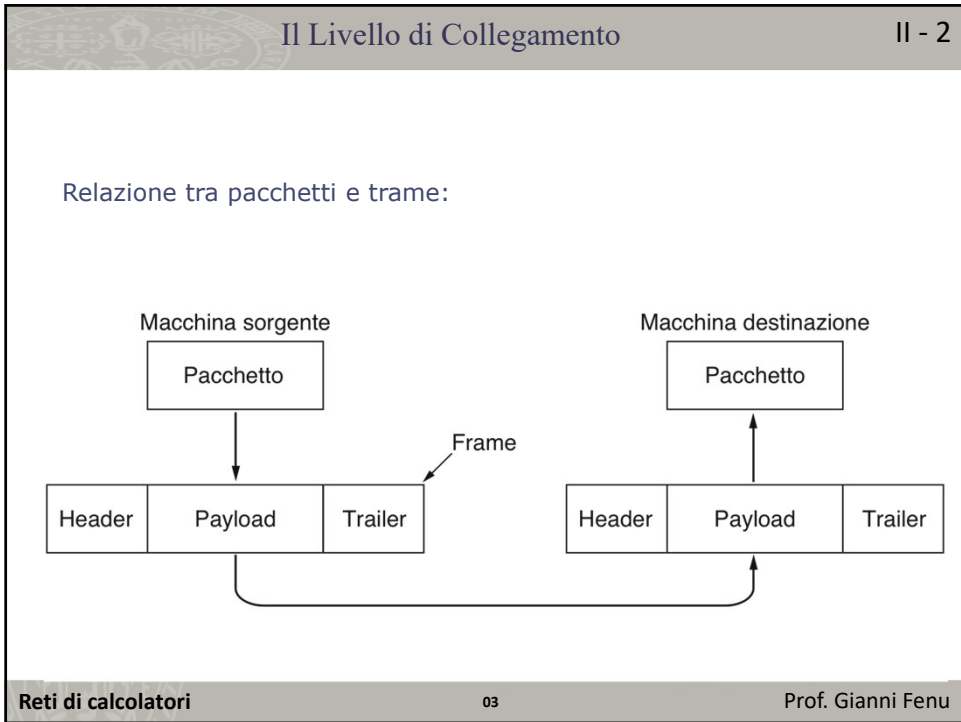 Il Livello di Collegamento
II - 2
Relazione tra pacchetti e trame:
Macchina sorgente
Macchina destinazione
Pacchetto
Pacchetto
Frame
Header
Payload
Trailer
Header
Payload
Trailer
Reti di calcolatori
03
Prof. Gianni Fenu